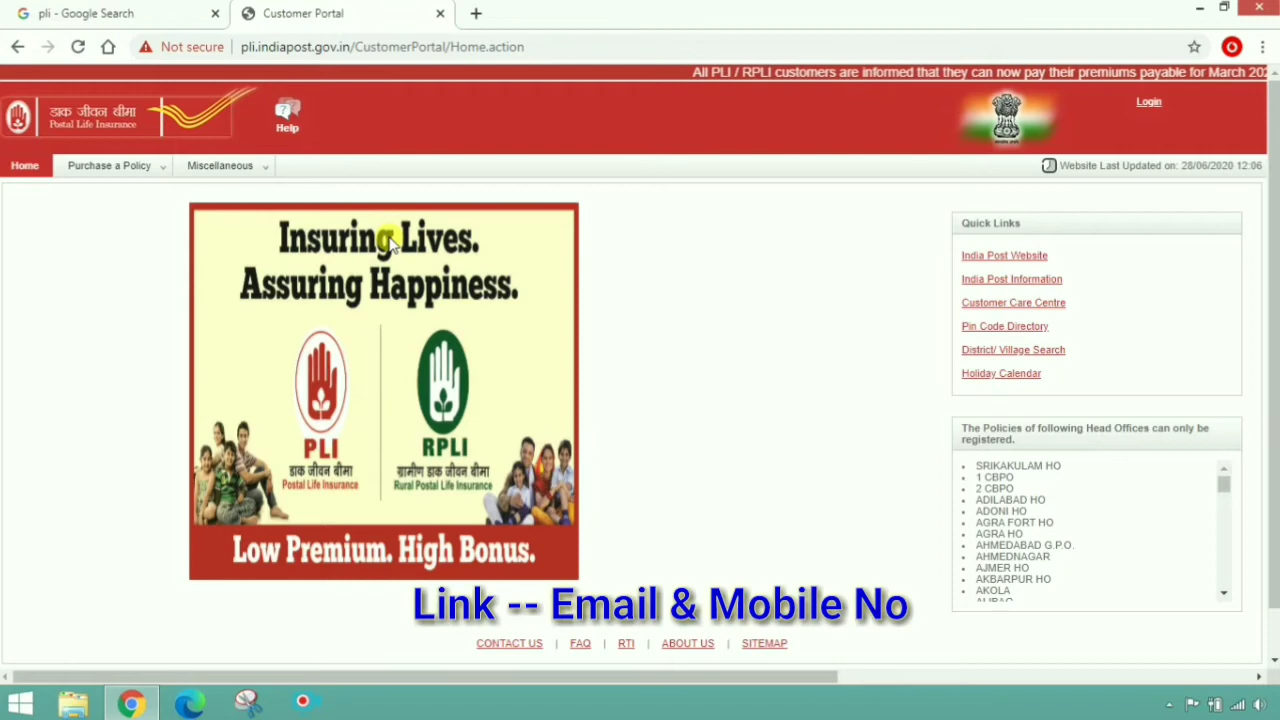 pli - Google Search
Customer Portal
Not secure
pli.indiapost.gov.in/CustomerPortal/Home.action
All PLI / RPLI customers are informed that they can now pay their premiums payable for March 202
डाक जीवन बीमा
Postal Life Insurance
Help
Login
Home
Purchase a Policy
Miscellaneous
Website Last Updated on: 28/06/2020 12:06
Insuring Lives.
Assuring Happiness.
PLI
डाक जीवन बीमा
Postal Life Insurance
RPLI
ग्रामीण डाक जीवन बीमा
Rural Postal Life Insurance
Low Premium. High Bonus.
Quick Links
India Post Website
India Post Information
Customer Care Centre
Pin Code Directory
District/ Village Search
Holiday Calendar
The Policies of following Head Offices can only be
registered.
SRIKAKULAM HO
1 CBPO
2 CBPO
ADILABAD HO
ADONI HO
AGRA FORT HO
AGRA HO
AHMEDABAD G.P.O.
AHMEDNAGAR
AJMER HO
AKBARPUR HO
AKOLA
Link -- Email & Mobile No
CONTACT US | FAQ | RTI | ABOUT US | SITEMAP